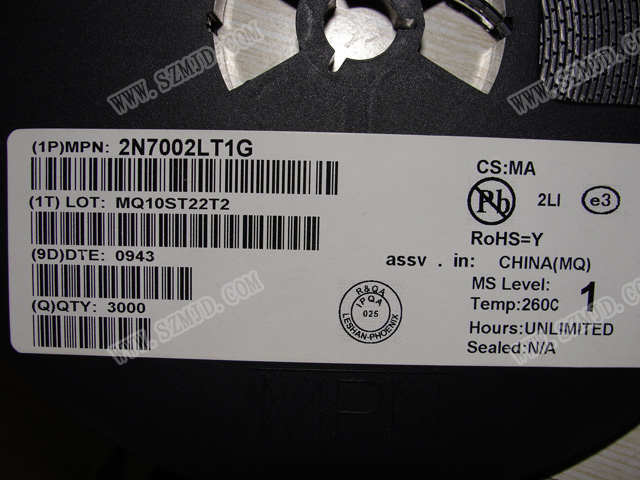 WWW.SZMJD.COM
WWW.SZMJD.COM
(1P)MPN: 2N7002LT1G
CS:MA
Pb 2LI e3
(1T) LOT: MQ10ST22T2
RoHS=Y
(9D)DTE: 0943
assv . in: CHINA(MQ)
MS Level: 1
Temp:260C
(Q)QTY: 3000
R&QA
IPQA
025
LESHAN-PHOENIX
Hours:UNLIMITED
Sealed:N/A
WWW.SZMJD.COM
WWW.SZMJD.COM
MPN